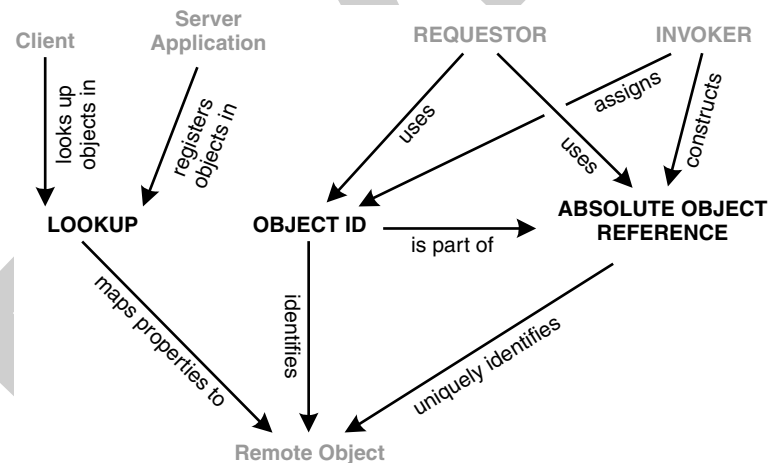 Client
Server
Application
REQUESTOR
INVOKER
looks up
objects in
registers
objects in
uses
assigns
uses
constructs
LOOKUP
OBJECT ID
is part of
ABSOLUTE OBJECT
REFERENCE
maps properties to
identifies
uniquely identifies
Remote Object